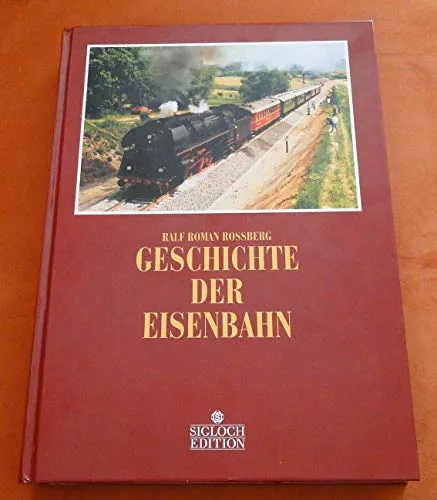 RALF ROMAN ROSSBERG
GESCHICHTE
DER
EISENBAHN
SIGLOCH
EDITION